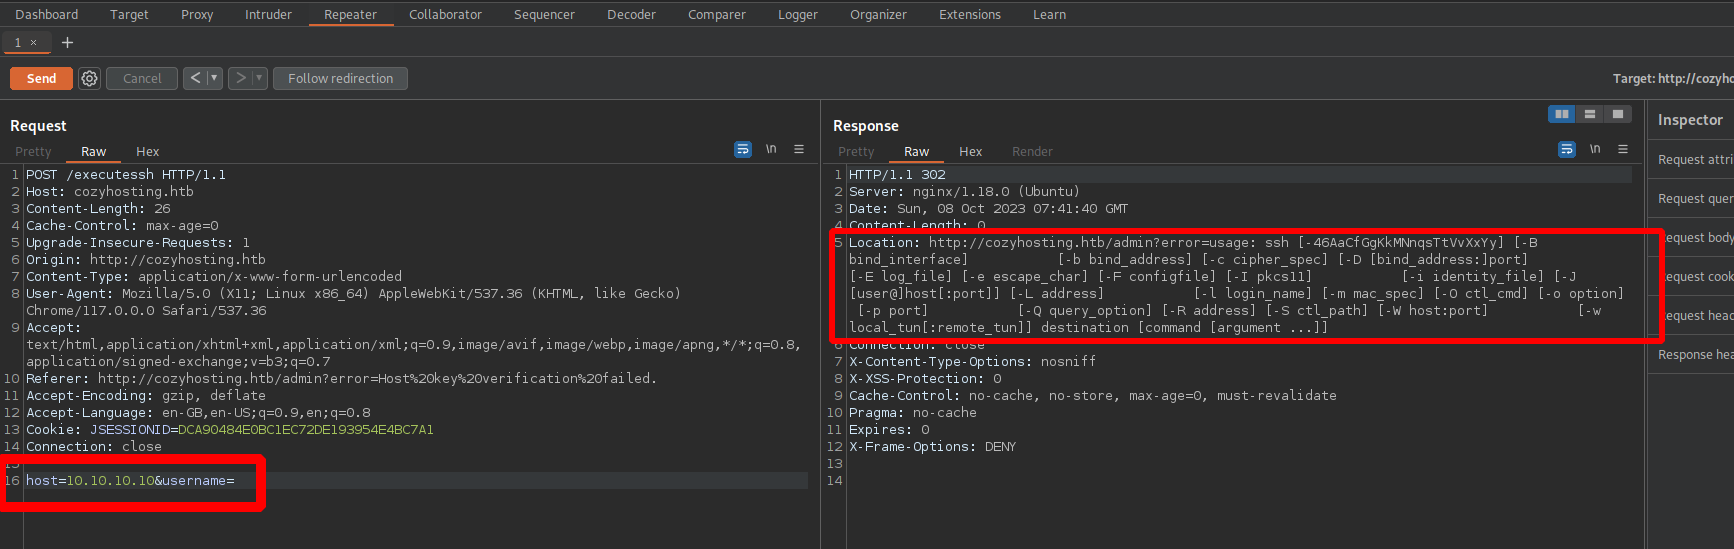 Dashboard Target Proxy Intruder Repeater Collaborator Sequencer Decoder Comparer Logger Organizer Extensions Learn
1 × +
Send Cancel < > Follow redirection Target: http://cozyho
Request
Pretty Raw Hex \n
1 POST /executessh HTTP/1.1
2 Host: cozyhosting.htb
3 Content-Length: 26
4 Cache-Control: max-age=0
5 Upgrade-Insecure-Requests: 1
6 Origin: http://cozyhosting.htb
7 Content-Type: application/x-www-form-urlencoded
8 User-Agent: Mozilla/5.0 (X11; Linux x86_64) AppleWebKit/537.36 (KHTML, like Gecko)
Chrome/117.0.0.0 Safari/537.36
9 Accept:
text/html,application/xhtml+xml,application/xml;q=0.9,image/avif,image/webp,image/apng,*/*;q=0.8,
application/signed-exchange;v=b3;q=0.7
10 Referer: http://cozyhosting.htb/admin?error=Host%20key%20verification%20failed.
11 Accept-Encoding: gzip, deflate
12 Accept-Language: en-GB,en-US;q=0.9,en;q=0.8
13 Cookie: JSESSIONID=DCA90484E0BC1EC72DE193954E4BC7A1
14 Connection: close
15
16 host=10.10.10.10&username=
Response
Pretty Raw Hex Render \n
1 HTTP/1.1 302
2 Server: nginx/1.18.0 (Ubuntu)
3 Date: Sun, 08 Oct 2023 07:41:40 GMT
4 Content-Length: 0
5 Location: http://cozyhosting.htb/admin?error=usage: ssh [-46AaCfGgKkMNnqsTtVvXxYy] [-B
bind_interface] [-b bind_address] [-c cipher_spec] [-D [bind_address:]port]
[-E log_file] [-e escape_char] [-F configfile] [-I pkcs11] [-i identity_file] [-J
[user@]host[:port]] [-L address] [-l login_name] [-m mac_spec] [-O ctl_cmd] [-o option]
[-p port] [-Q query_option] [-R address] [-S ctl_path] [-W host:port] [-w
local_tun[:remote_tun]] destination [command [argument ...]]
6 Connection: close
7 X-Content-Type-Options: nosniff
8 X-XSS-Protection: 0
9 Cache-Control: no-cache, no-store, max-age=0, must-revalidate
10 Pragma: no-cache
11 Expires: 0
12 X-Frame-Options: DENY
13
14
Inspector
Request attri
Request quer
Request body
Request cook
Request head
Response hea